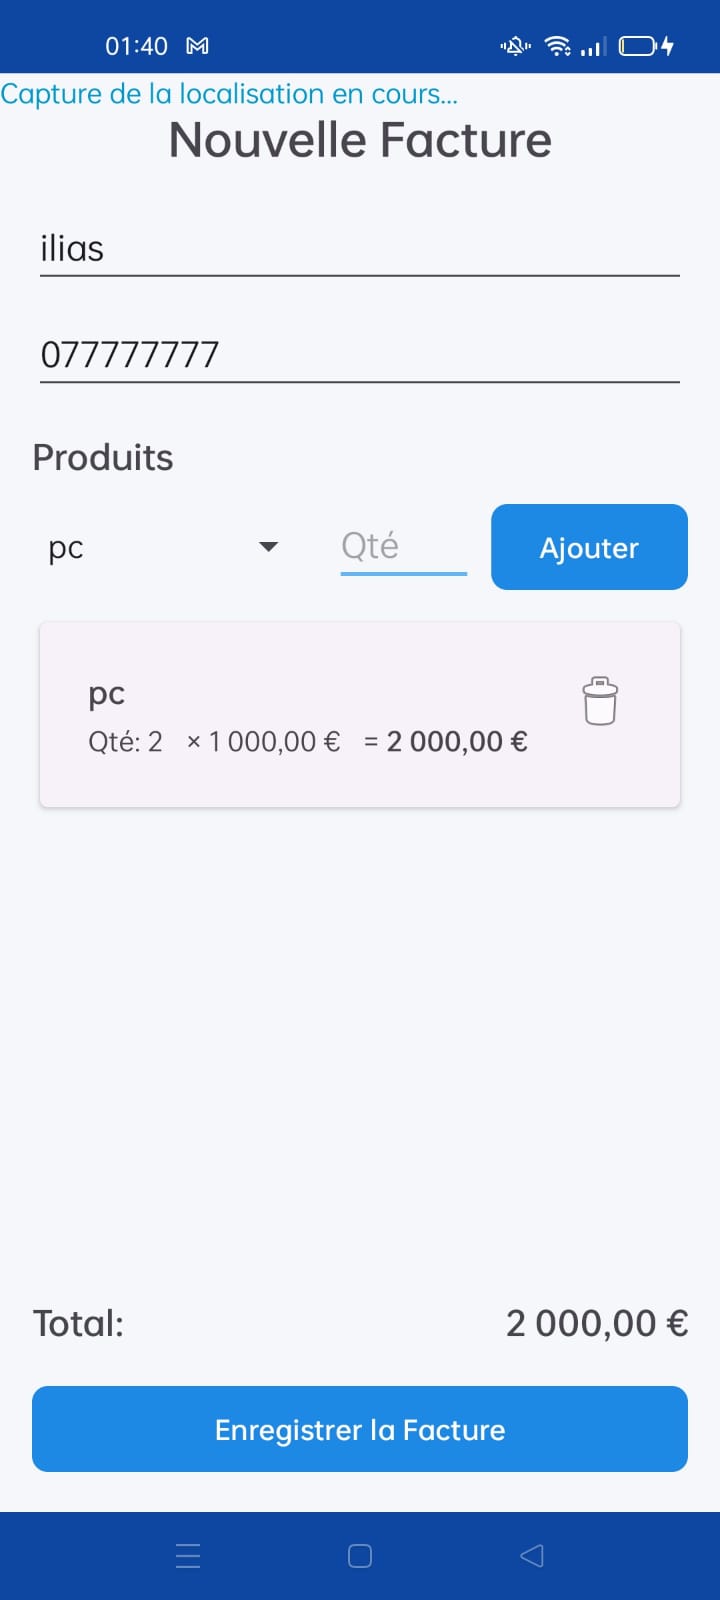 01:40
Capture de la localisation en cours...
Nouvelle Facture
ilias
077777777
Produits
pc Qté Ajouter
pc
Qté: 2 × 1 000,00 € = 2 000,00 €
Total: 2 000,00 €
Enregistrer la Facture